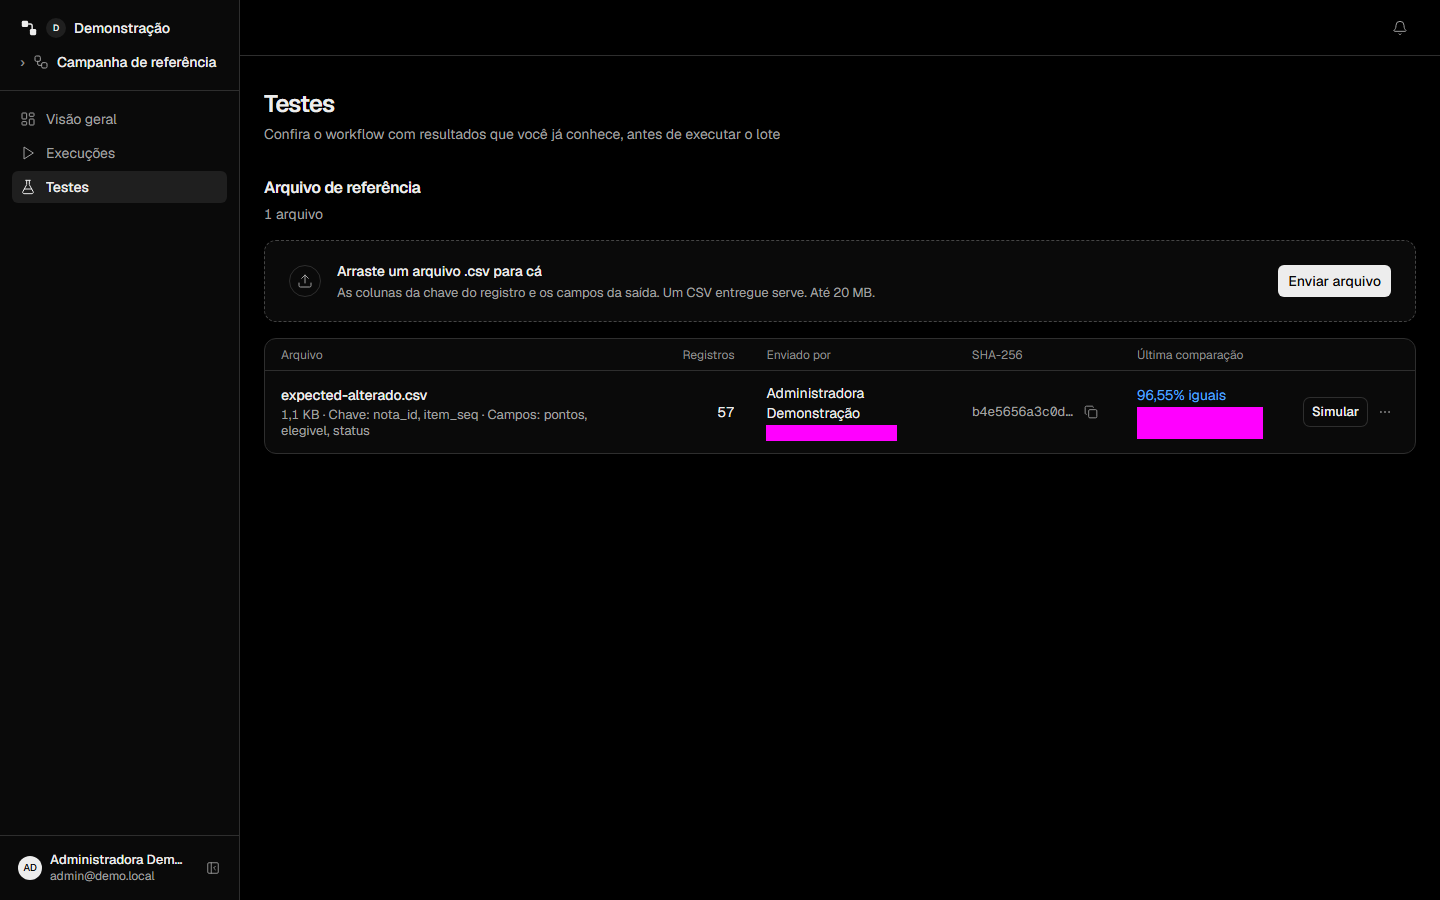 D Demonstração
Campanha de referência
Visão geral
Execuções
Testes
Testes
Confira o workflow com resultados que você já conhece, antes de executar o lote
Arquivo de referência
1 arquivo
Arraste um arquivo .csv para cá
As colunas da chave do registro e os campos da saída. Um CSV entregue serve. Até 20 MB.
Enviar arquivo
Arquivo Registros Enviado por SHA-256 Última comparação
expected-alterado.csv
1,1 KB · Chave: nota_id, item_seq · Campos: pontos,
elegivel, status
57
Administradora
Demonstração
b4e5656a3c0d…
96,55% iguais
Simular
AD
Administradora Dem…
admin@demo.local